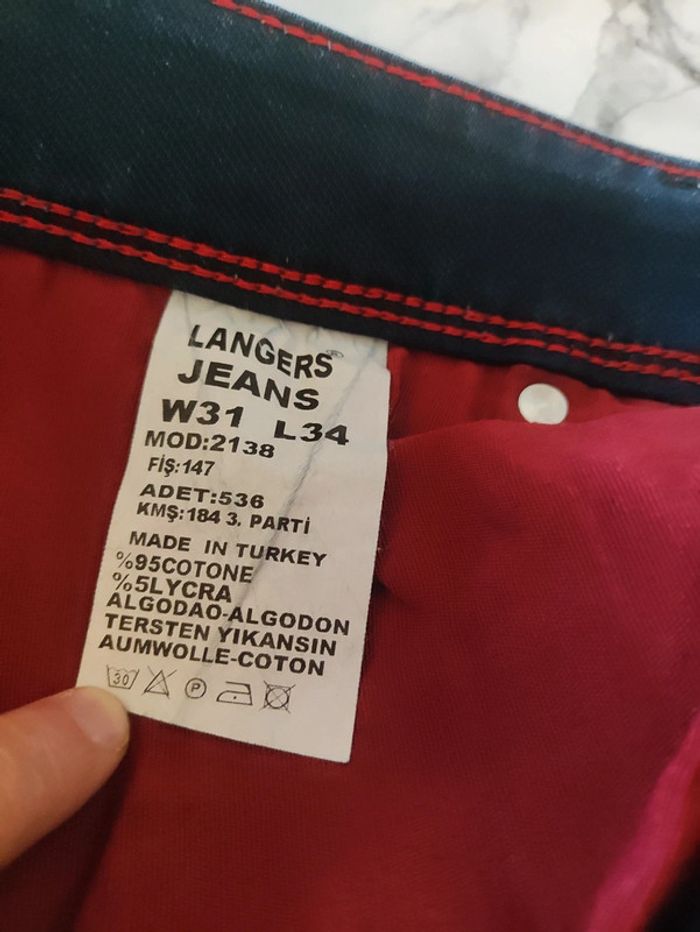 LANGERS®
JEANS
W31 L34
MOD:2138
FİŞ:147
ADET:536
KMŞ:184 3. PARTİ
MADE IN TURKEY
%95COTONE
%5LYCRA
ALGODAO-ALGODON
TERSTEN YIKANSIN
AUMWOLLE-COTON
30 P